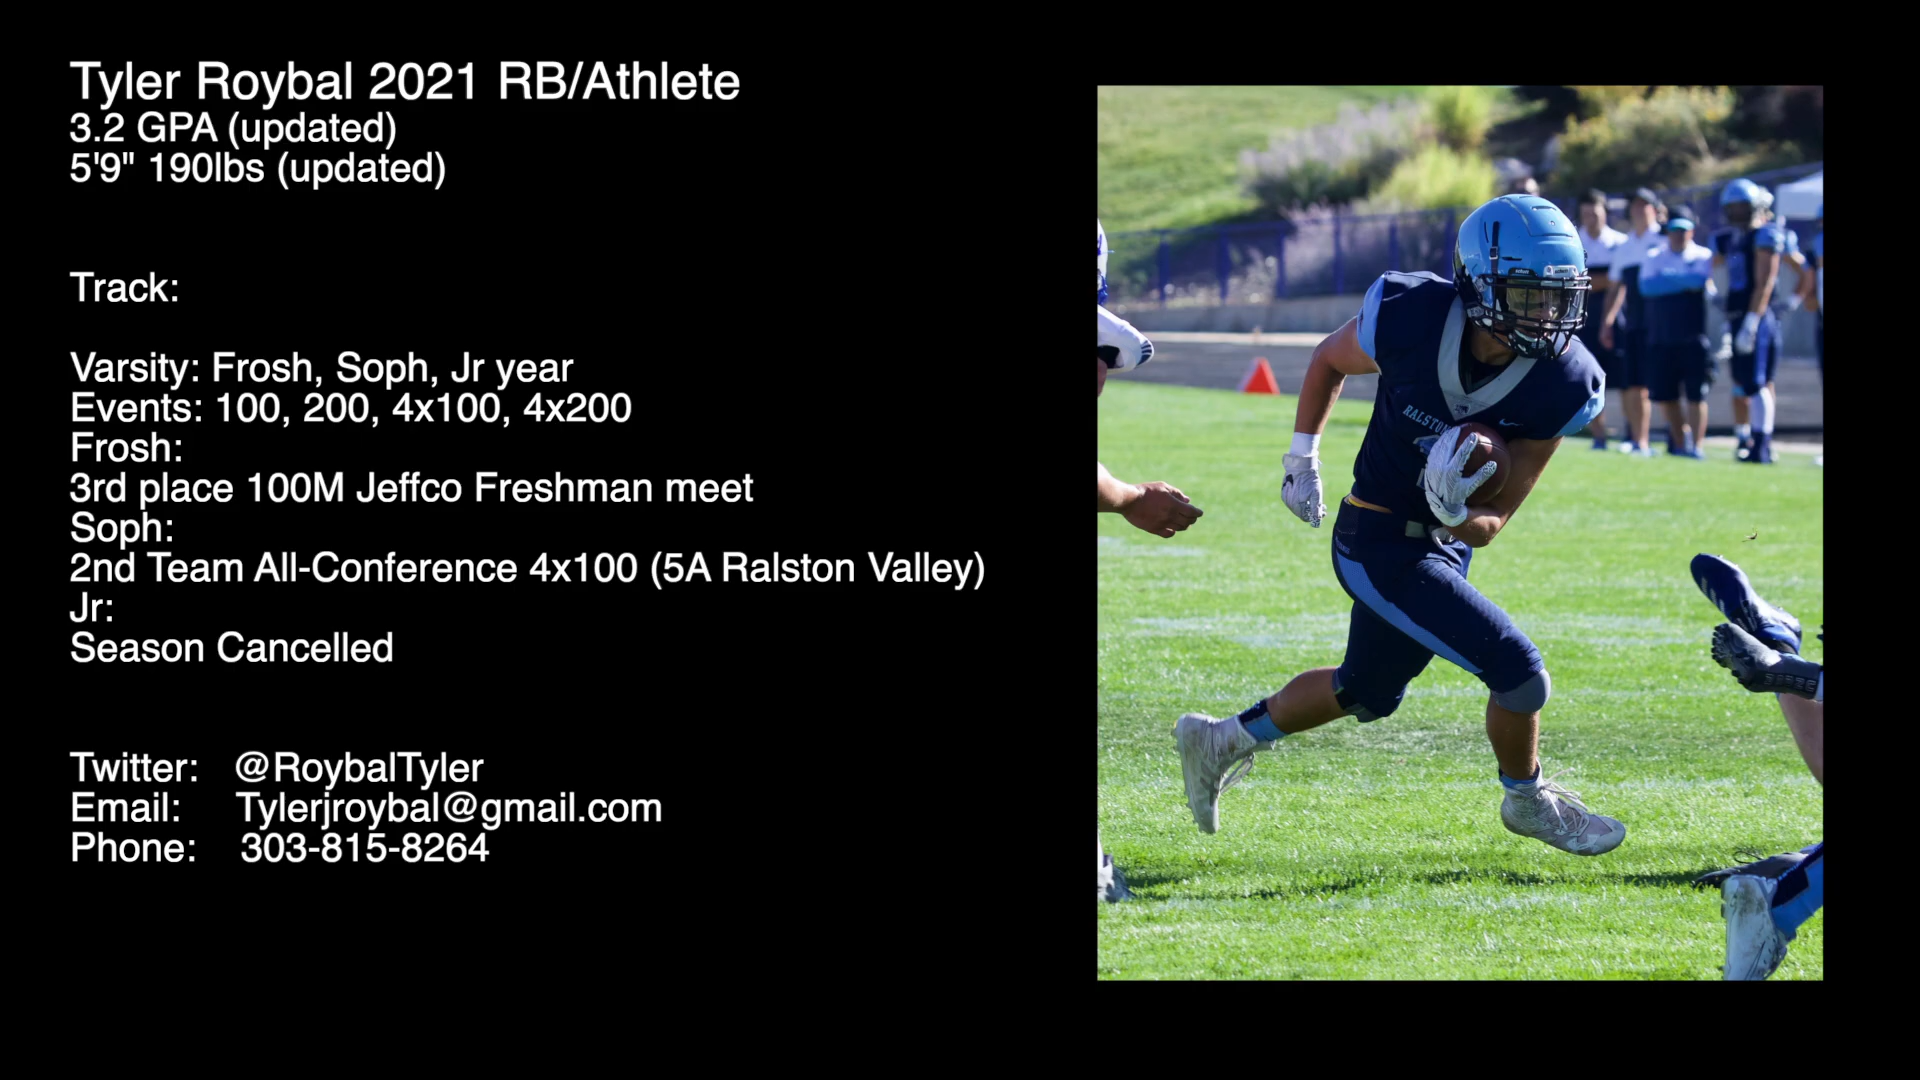 Tyler Roybal 2021 RB/Athlete
3.2 GPA (updated)
5'9" 190lbs (updated)
Track:
Varsity: Frosh, Soph, Jr year
Events: 100, 200, 4x100, 4x200
Frosh:
3rd place 100M Jeffco Freshman meet
Soph:
2nd Team All-Conference 4x100 (5A Ralston Valley)
Jr:
Season Cancelled
Twitter: @RoybalTyler
Email: Tylerjroybal@gmail.com
Phone: 303-815-8264